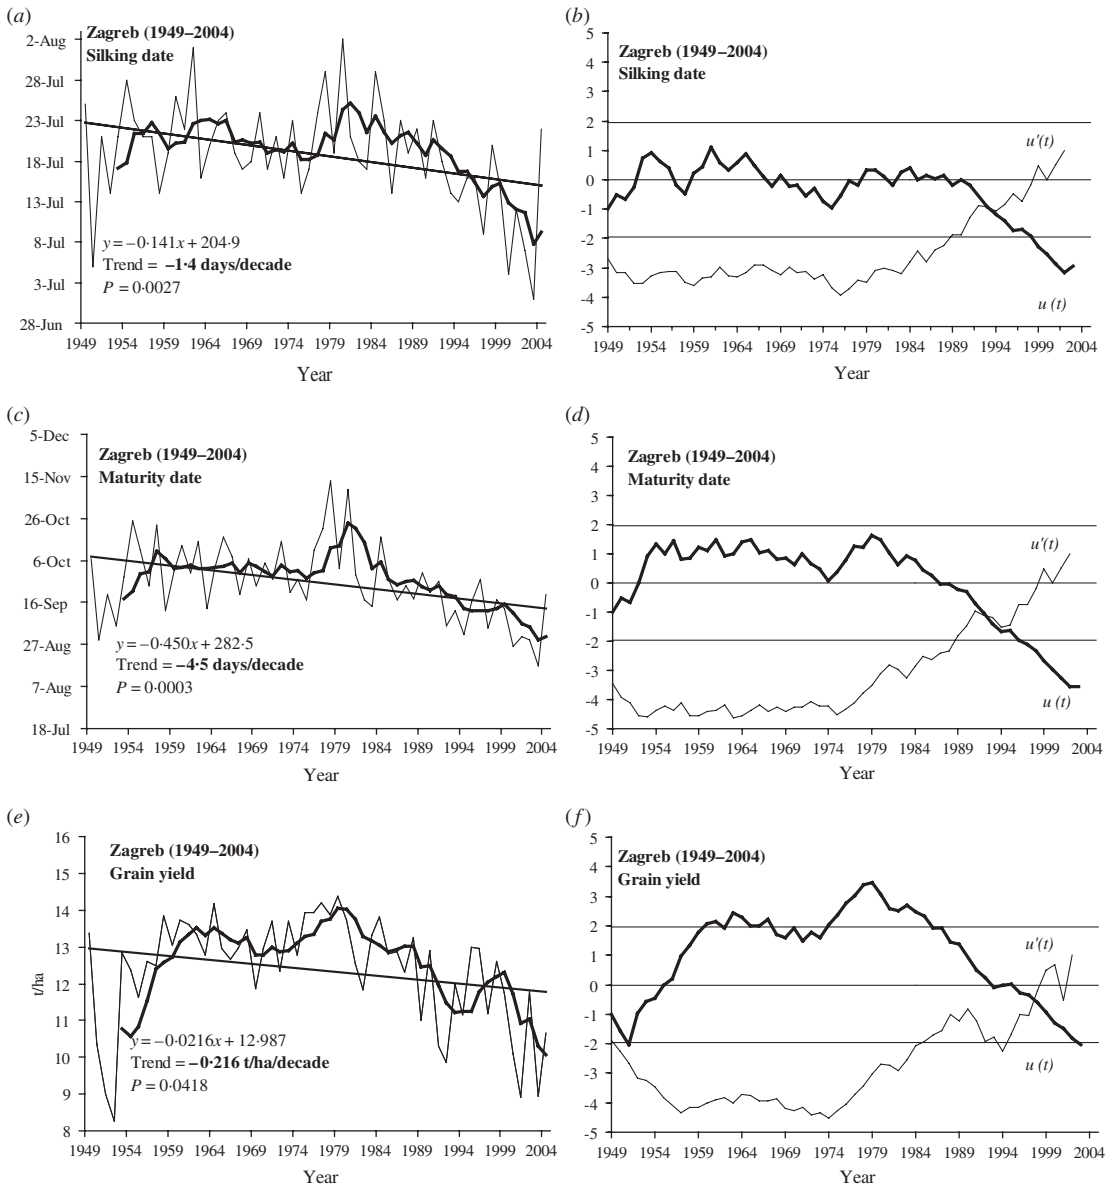 (a)
Zagreb (1949–2004)
Silking date
2-Aug
28-Jul
23-Jul
18-Jul
13-Jul
8-Jul
3-Jul
28-Jun
y=−0·141x+204·9
Trend = −1·4 days/decade
P = 0·0027
1949 1954 1959 1964 1969 1974 1979 1984 1989 1994 1999 2004
Year
(b)
Zagreb (1949–2004)
Silking date
5
4
3
2
1
0
-1
-2
-3
-4
-5
u'(t)
u (t)
1949 1954 1959 1964 1969 1974 1979 1984 1989 1994 1999 2004
Year
(c)
Zagreb (1949–2004)
Maturity date
5-Dec
15-Nov
26-Oct
6-Oct
16-Sep
27-Aug
7-Aug
18-Jul
y=−0·450x+282·5
Trend = −4·5 days/decade
P = 0·0003
1949 1954 1959 1964 1969 1974 1979 1984 1989 1994 1999 2004
Year
(d)
Zagreb (1949–2004)
Maturity date
5
4
3
2
1
0
-1
-2
-3
-4
-5
u'(t)
u (t)
1949 1954 1959 1964 1969 1974 1979 1984 1989 1994 1999 2004
Year
(e)
Zagreb (1949–2004)
Grain yield
t/ha
16
15
14
13
12
11
10
9
8
y=−0·0216x+12·987
Trend = −0·216 t/ha/decade
P = 0·0418
1949 1954 1959 1964 1969 1974 1979 1984 1989 1994 1999 2004
Year
(f)
Zagreb (1949–2004)
Grain yield
5
4
3
2
1
0
-1
-2
-3
-4
-5
u'(t)
u (t)
1949 1954 1959 1964 1969 1974 1979 1984 1989 1994 1999 2004
Year